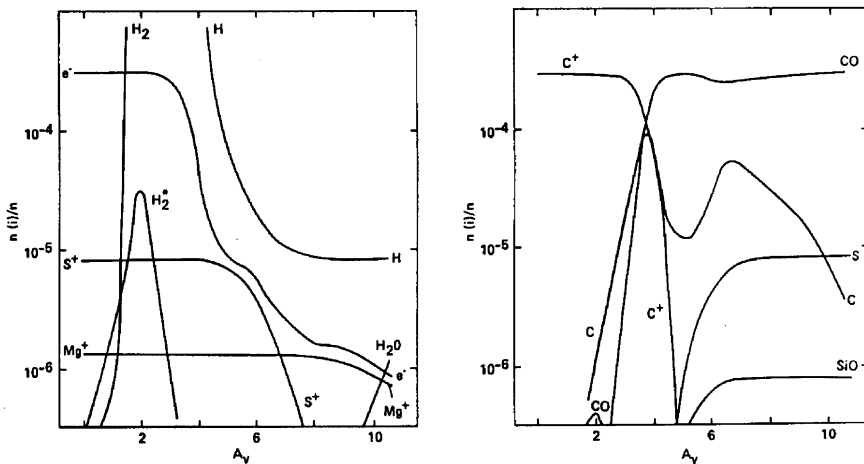 H₂
H
e⁻
10⁻⁴
H₂*
n (i)/n
10⁻⁵
S⁺
H
Mg⁺
H₂O
10⁻⁶
e⁻
S⁺
Mg⁺
2 6 10
Aᵥ
C⁺
CO
10⁻⁴
n (i)/n
10⁻⁵
S
C
C
C⁺
SiO
10⁻⁶
CO
2 6 10
Aᵥ